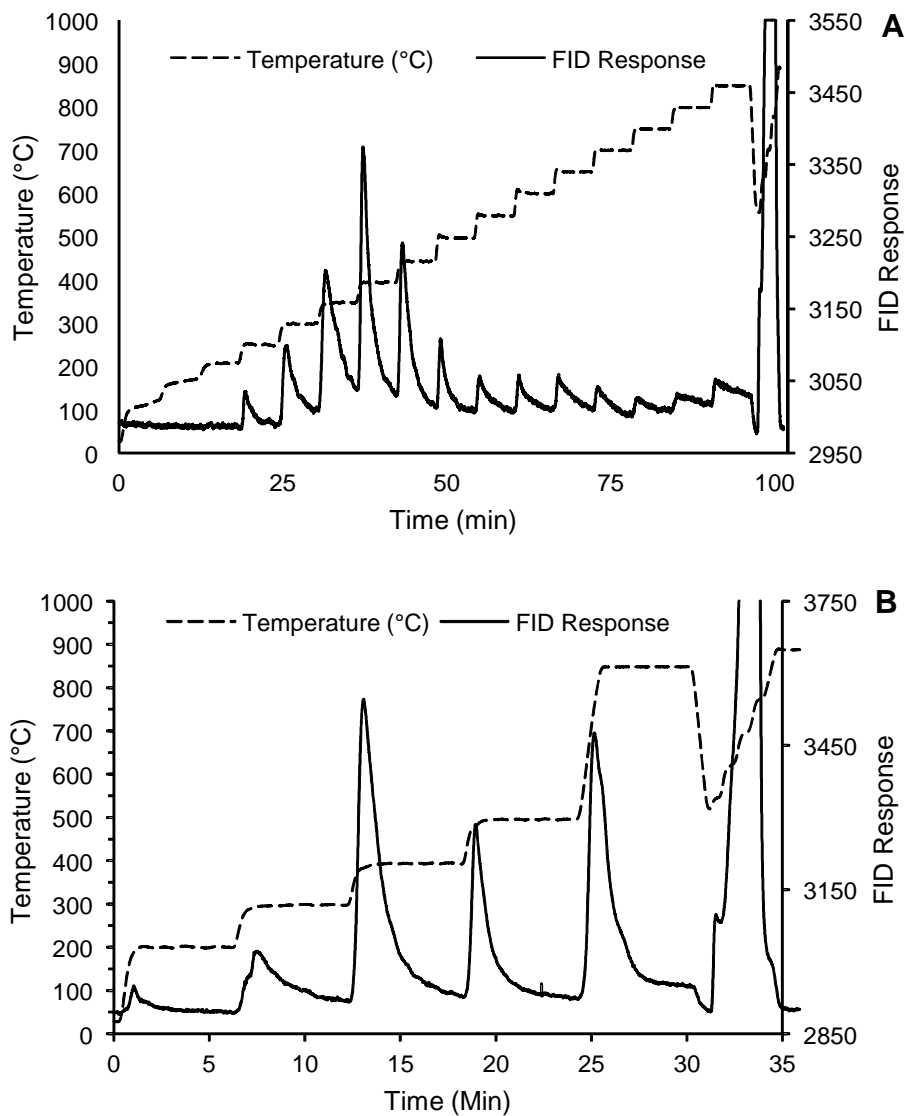 A
Temperature (°C)
FID Response
1000
900
800
700
600
500
400
300
200
100
0
Temperature (°C)
3550
3450
3350
3250
3150
3050
2950
FID Response
0 25 50 75 100
Time (min)
B
Temperature (°C)
FID Response
1000
900
800
700
600
500
400
300
200
100
0
Temperature (°C)
3750
3450
3150
2850
FID Response
0 5 10 15 20 25 30 35
Time (Min)